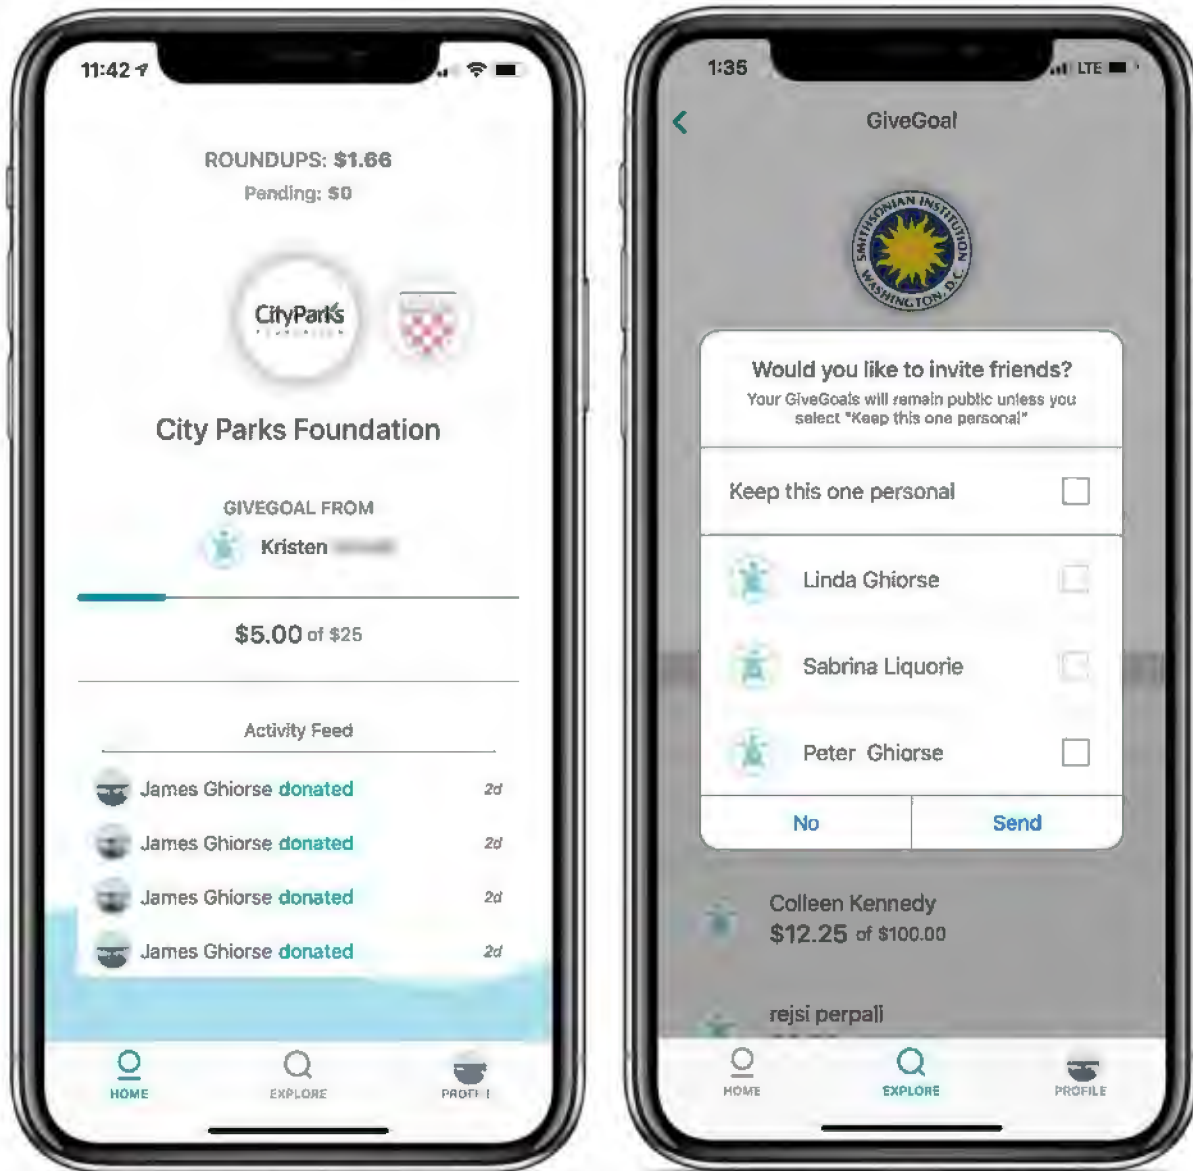 11:42
ROUNDUPS: $1.66
Pending: $0
CityParks
FOUNDATION
City Parks Foundation
GIVEGOAL FROM
Kristen
$5.00 of $25
Activity Feed
James Ghiorse donated 2d
James Ghiorse donated 2d
James Ghiorse donated 2d
James Ghiorse donated 2d
HOME EXPLORE PROFILE
1:35 LTE
GiveGoal
SMITHSONIAN INSTITUTION
WASHINGTON, D.C.
Would you like to invite friends?
Your GiveGoals will remain public unless you
select "Keep this one personal"
Keep this one personal
Linda Ghiorse
Sabrina Liquorie
Peter Ghiorse
No Send
Colleen Kennedy
$12.25 of $100.00
rejsi perpali
HOME EXPLORE PROFILE